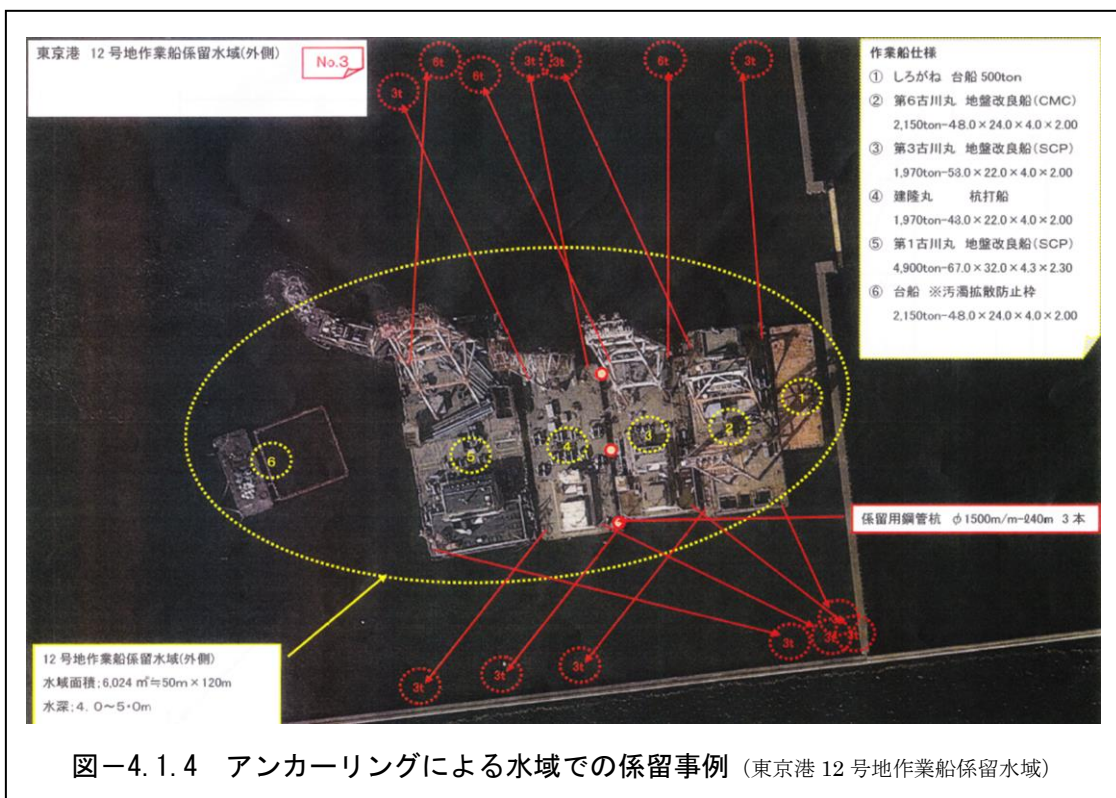 東京港 12号地作業船係留水域(外側)
No.3
3t
6t
6t
3t
3t
6t
3t
作業船仕様
① しろがね 台船 500ton
② 第6古川丸 地盤改良船(CMC)
2,150ton-48.0×24.0×4.0×2.00
③ 第3古川丸 地盤改良船(SCP)
1,970ton-58.0×22.0×4.0×2.00
④ 建隆丸 杭打船
1,970ton-48.0×22.0×4.0×2.00
⑤ 第1古川丸 地盤改良船(SCP)
4,900ton-67.0×32.0×4.3×2.30
⑥ 台船 ※汚濁拡散防止枠
2,150ton-48.0×24.0×4.0×2.00
1
2
3
4
5
6
係留用鋼管杭 φ1500m/m-ℓ40m 3本
3t
3t
3t
3t
3t
12号地作業船係留水域(外側)
水域面積;6,024 ㎡≒50m×120m
水深;4.0~5・0m
図-4.1.4 アンカーリングによる水域での係留事例 (東京港 12 号地作業船係留水域)